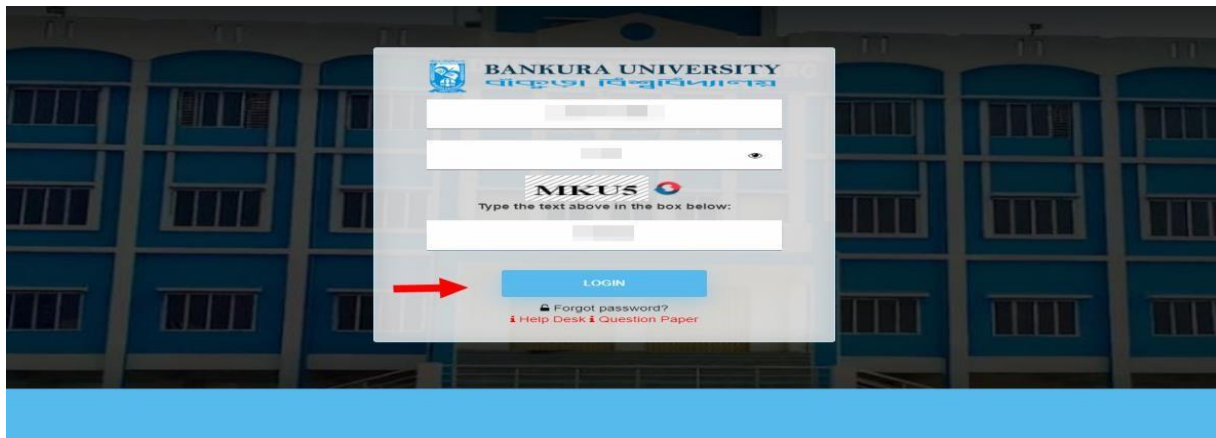 BANKURA UNIVERSITY
বাঁকুড়া বিশ্ববিদ্যালয়
MKU5
Type the text above in the box below:
LOGIN
Forgot password?
Help Desk Question Paper